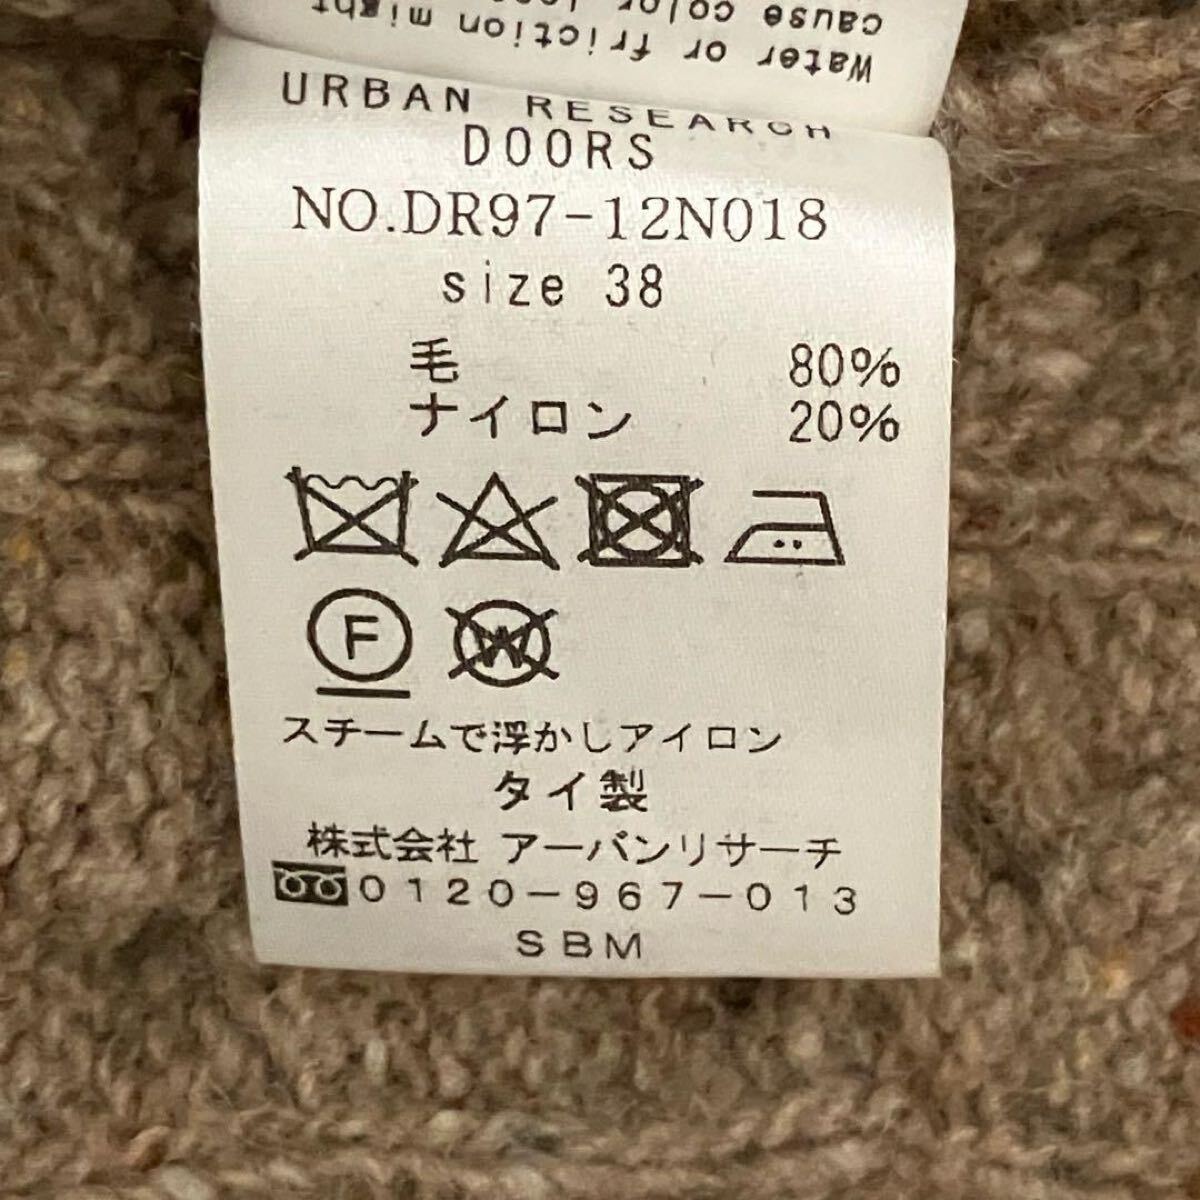 Water or friction might
cause color
URBAN RESEARCH
DOORS
NO.DR97-12N018
size 38
毛 80%
ナイロン 20%
F
W
スチームで浮かしアイロン
タイ製
株式会社 アーバンリサーチ
0120-967-013
SBM